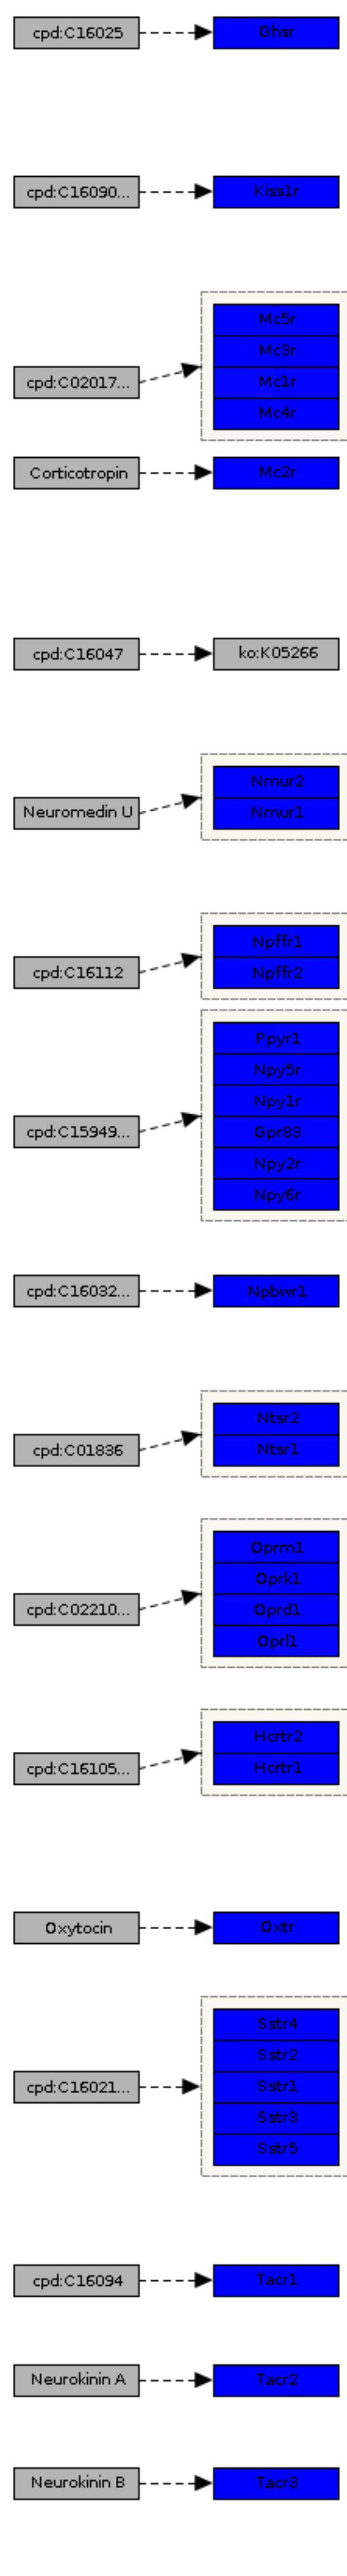 cpd:C16025
Ghsr
cpd:C16090...
Kiss1r
Mc5r
Mc3r
cpd:C02017...
Mc1r
Mc4r
Corticotropin
Mc2r
cpd:C16047
ko:K05266
Nmur2
Neuromedin U
Nmur1
Npffr1
cpd:C16112
Npffr2
Ppyr1
Npy5r
Npy1r
cpd:C15949...
Gpr83
Npy2r
Npy6r
cpd:C16032...
Npbwr1
Ntsr2
cpd:C01836
Ntsr1
Oprm1
Oprk1
cpd:C02210...
Oprd1
Oprl1
Hcrtr2
cpd:C16105...
Hcrtr1
Oxytocin
Oxtr
Sstr4
Sstr2
cpd:C16021...
Sstr1
Sstr3
Sstr5
cpd:C16094
Tacr1
Neurokinin A
Tacr2
Neurokinin B
Tacr3